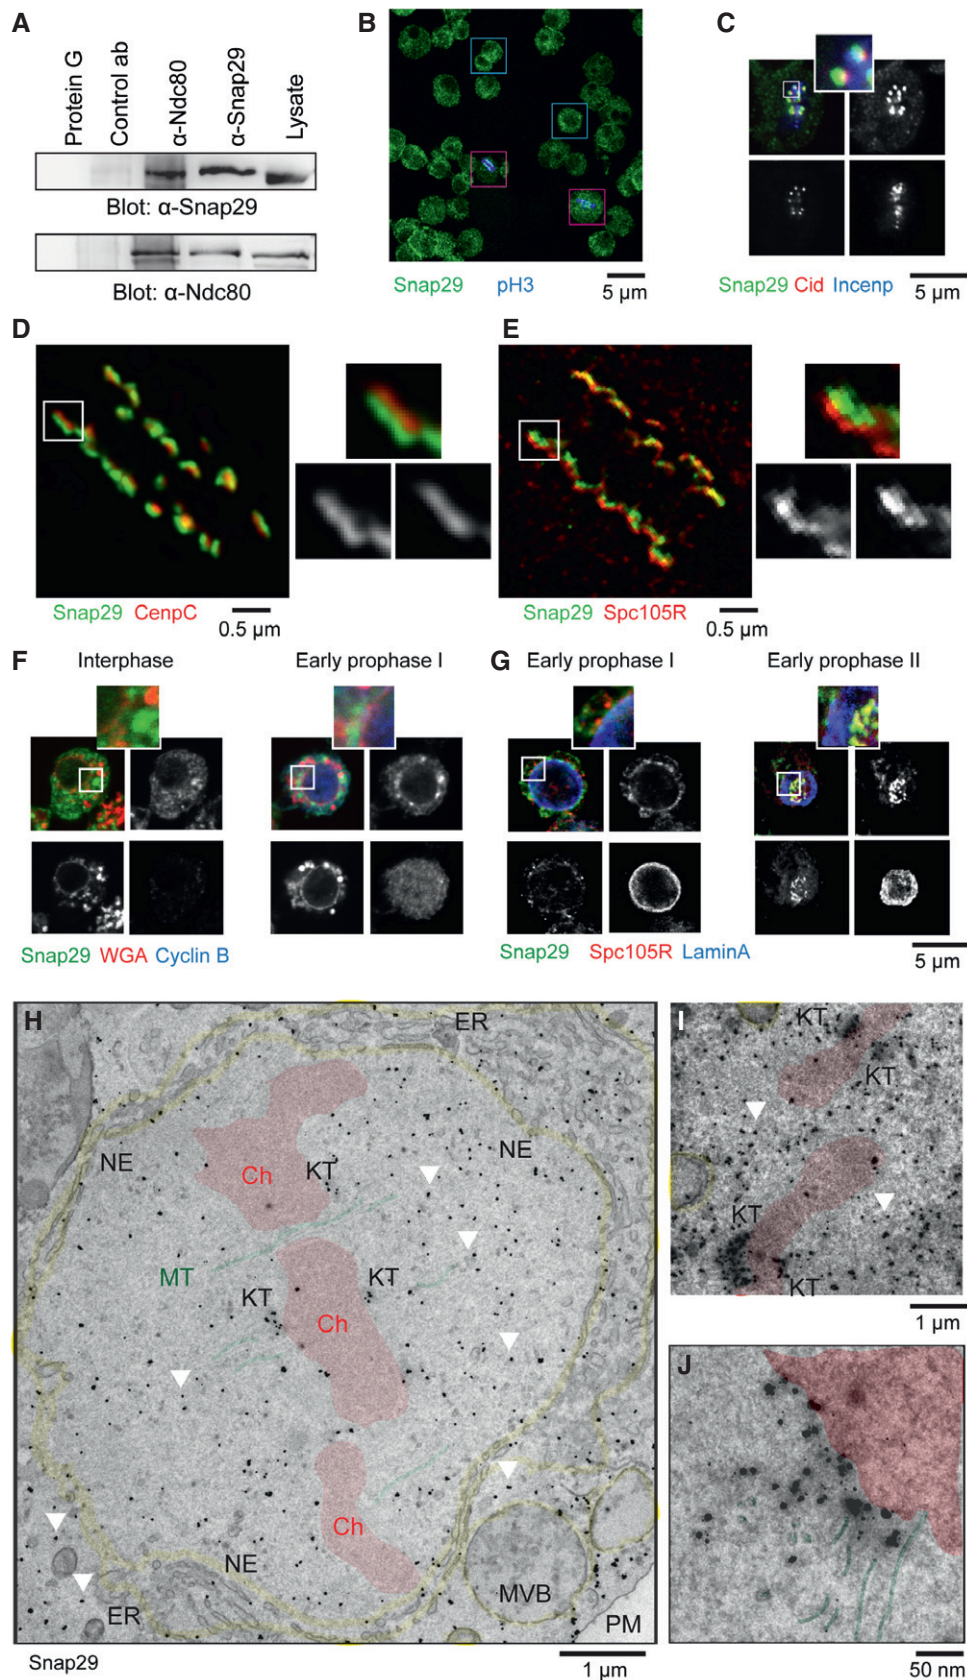 A
Protein G
Control ab
α-Ndc80
α-Snap29
Lysate
Blot: α-Snap29
Blot: α-Ndc80
B
Snap29 pH3
5 μm
C
Snap29 Cid Incenp
5 μm
D
Snap29 CenpC
0.5 μm
E
Snap29 Spc105R
0.5 μm
F
Interphase
Early prophase I
Snap29 WGA Cyclin B
G
Early prophase I
Early prophase II
Snap29 Spc105R LaminA
5 μm
H
ER
NE
Ch
KT
NE
MT
KT
KT
Ch
Ch
NE
ER
MVB
PM
Snap29
1 μm
I
KT
KT
KT
KT
1 μm
J
50 nm